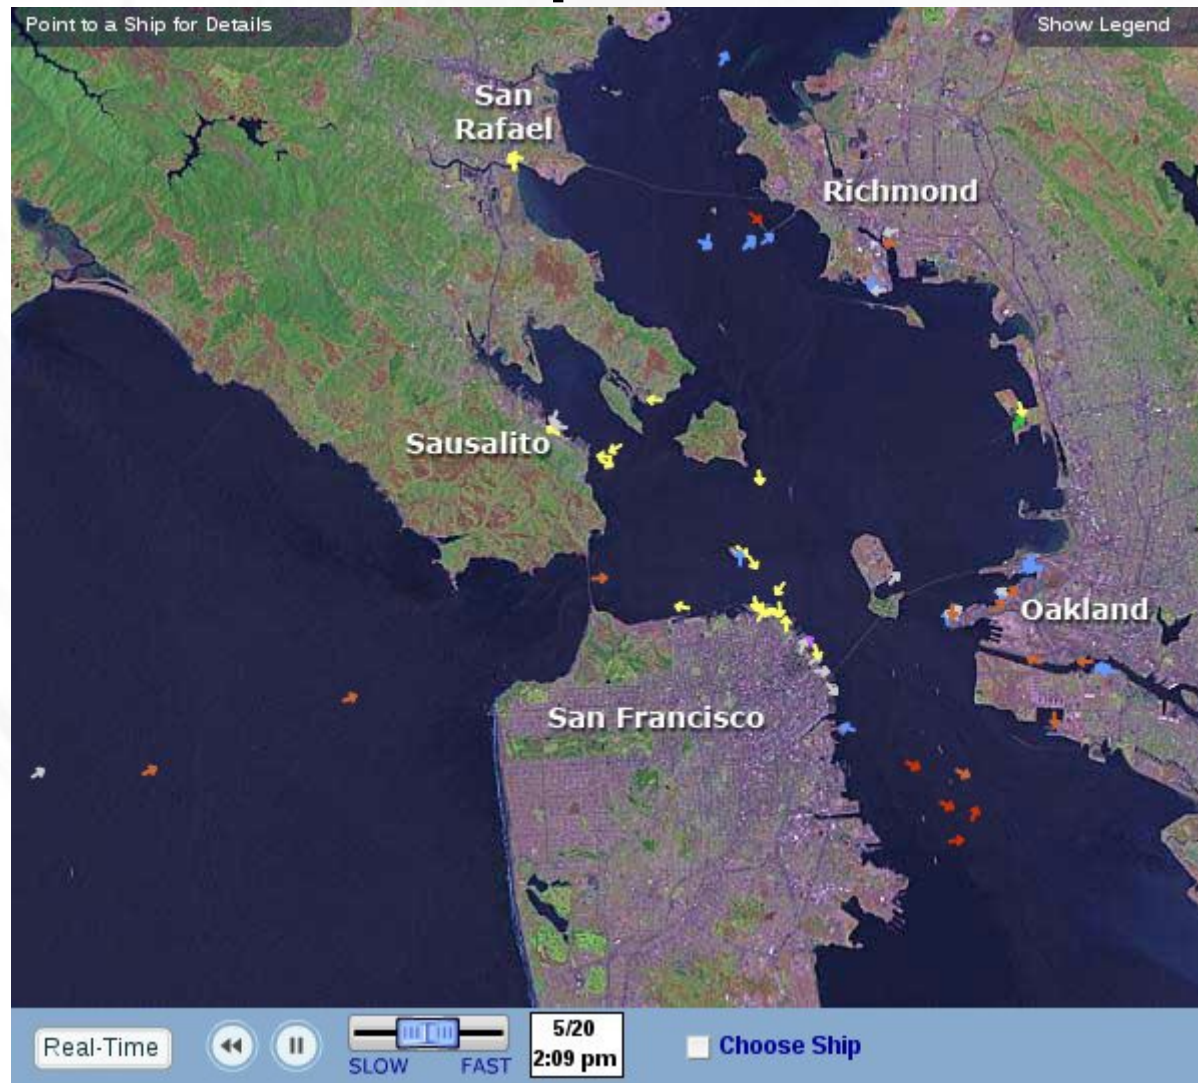 Point to a Ship for Details
Show Legend
San
Rafael
Richmond
Sausalito
Oakland
San Francisco
Real-Time
SLOW
FAST
5/20
2:09 pm
Choose Ship